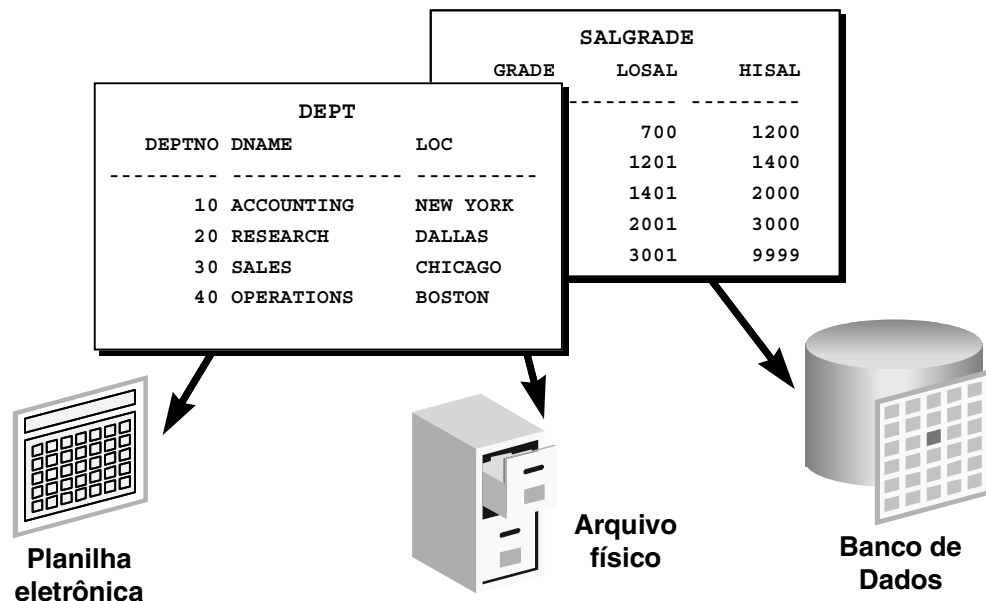 SALGRADE
GRADE LOSAL HISAL
--------- ---------
700 1200
1201 1400
1401 2000
2001 3000
3001 9999
DEPT
DEPTNO DNAME LOC
--------- -------------- ----------
10 ACCOUNTING NEW YORK
20 RESEARCH DALLAS
30 SALES CHICAGO
40 OPERATIONS BOSTON
Planilha
eletrônica
Arquivo
físico
Banco de
Dados